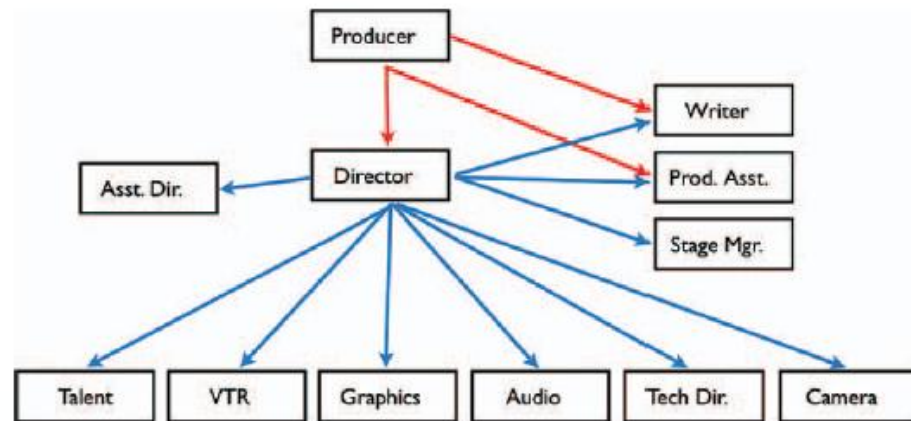 Producer
Writer
Asst. Dir.
Director
Prod. Asst.
Stage Mgr.
Talent
VTR
Graphics
Audio
Tech Dir.
Camera